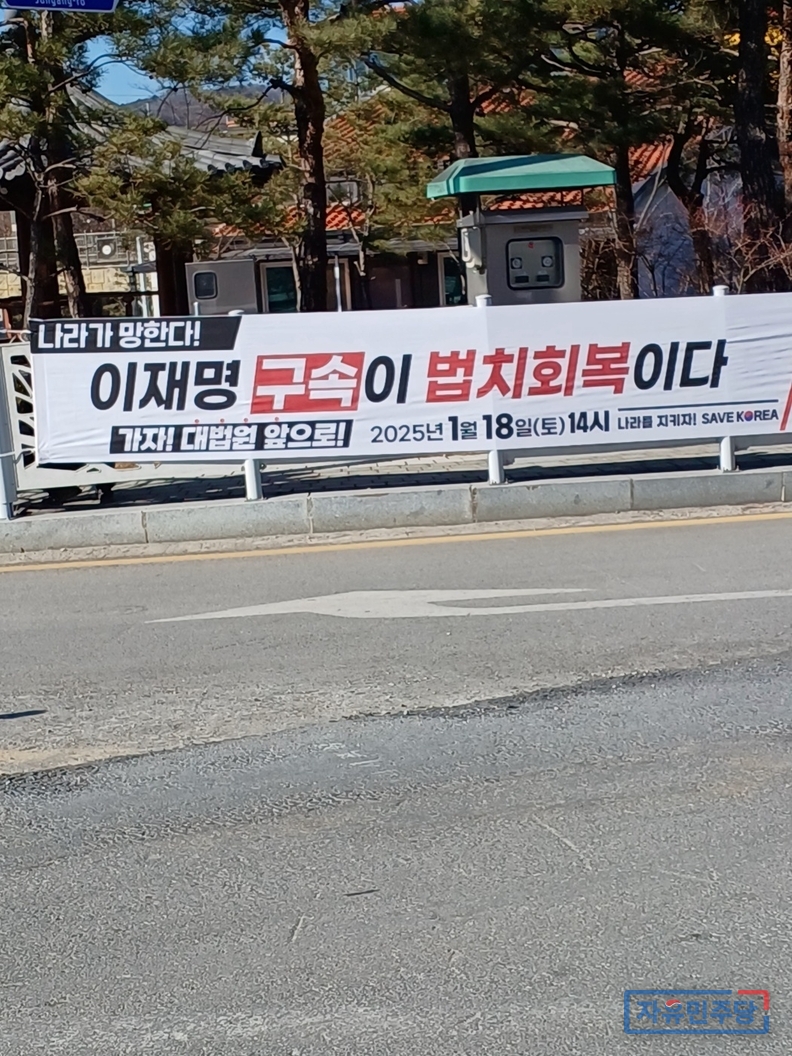 Jungang-ro
나라가 망한다!
이재명 구속이 법치회복이다
가자! 대법원 앞으로! 2025년 1월 18일(토) 14시 나라를 지키자! SAVE KOREA
자유민주당